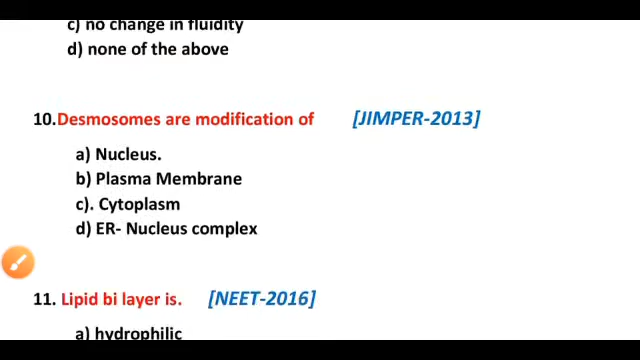 c) no change in fluidity
d) none of the above
10.Desmosomes are modification of [JIMPER-2013]
a) Nucleus.
b) Plasma Membrane
c). Cytoplasm
d) ER- Nucleus complex
11. Lipid bi layer is. [NEET-2016]
a) hydrophilic